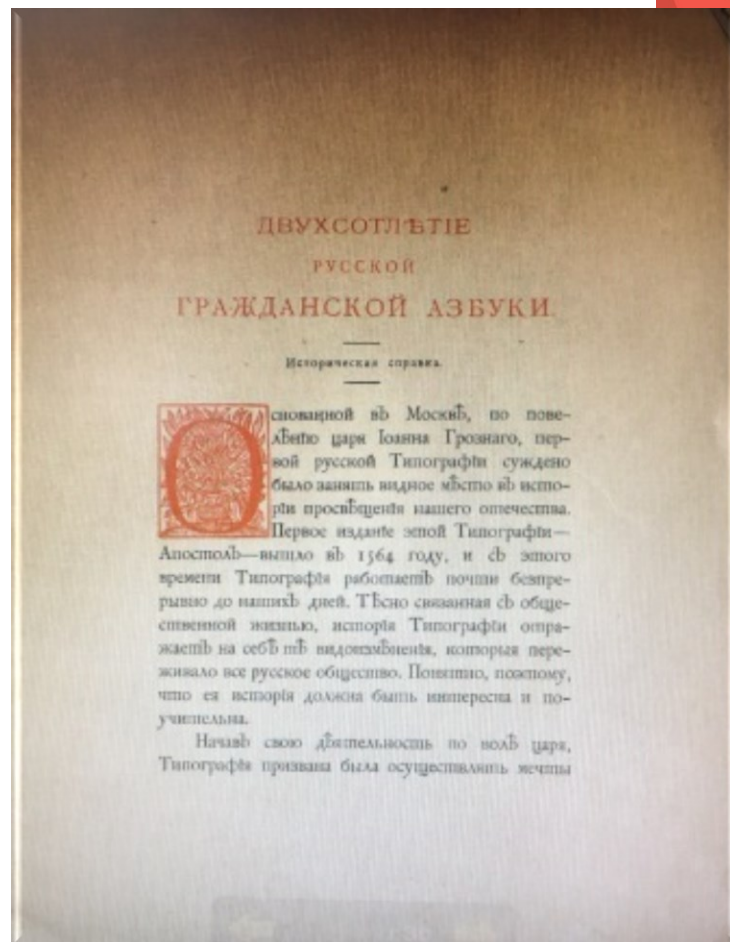 ДВУХСОТЛѢТІЕ
РУССКОЙ
ГРАЖДАНСКОЙ АЗБУКИ.
Историческая справка.
Основанной въ Москвѣ, по пове-
лѣнію царя Іоанна Грознаго, пер-
вой русской Типографіи суждено
было занять видное мѣсто въ исто-
ріи просвѣщенія нашего отечества.
Первое изданіе этой Типографіи—
Апостолъ—вышло въ 1564 году, и съ этого
времени Типографія работаетъ почти безпре-
рывно до нашихъ дней. Тѣсно связанная съ обще-
ственной жизнью, исторія Типографіи отра-
жаетъ на себѣ тѣ видоизмѣненія, которыя пере-
живало все русское общество. Понятно, поэтому,
что ея исторія должна быть интересна и по-
учительна.
Начавъ свою дѣятельность по волѣ царя,
Типографія призвана была осуществлять мечты